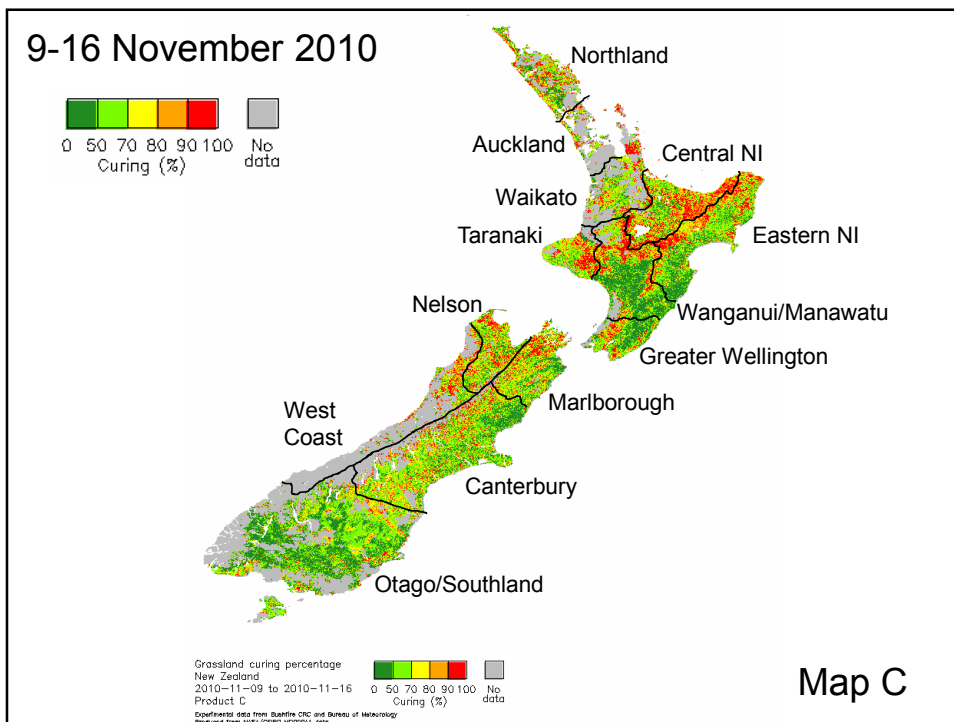 9-16 November 2010
0 50 70 80 90 100
Curing (%)
No
data
Northland
Auckland
Central NI
Waikato
Taranaki
Eastern NI
Nelson
Wanganui/Manawatu
Greater Wellington
Marlborough
West
Coast
Canterbury
Otago/Southland
Grassland curing percentage
New Zealand
2010-11-09 to 2010-11-16
Product C
0 50 70 80 90 100
Curing (%)
No
data
Map C
Experimental data from Bushfire CRC and Bureau of Meteorology